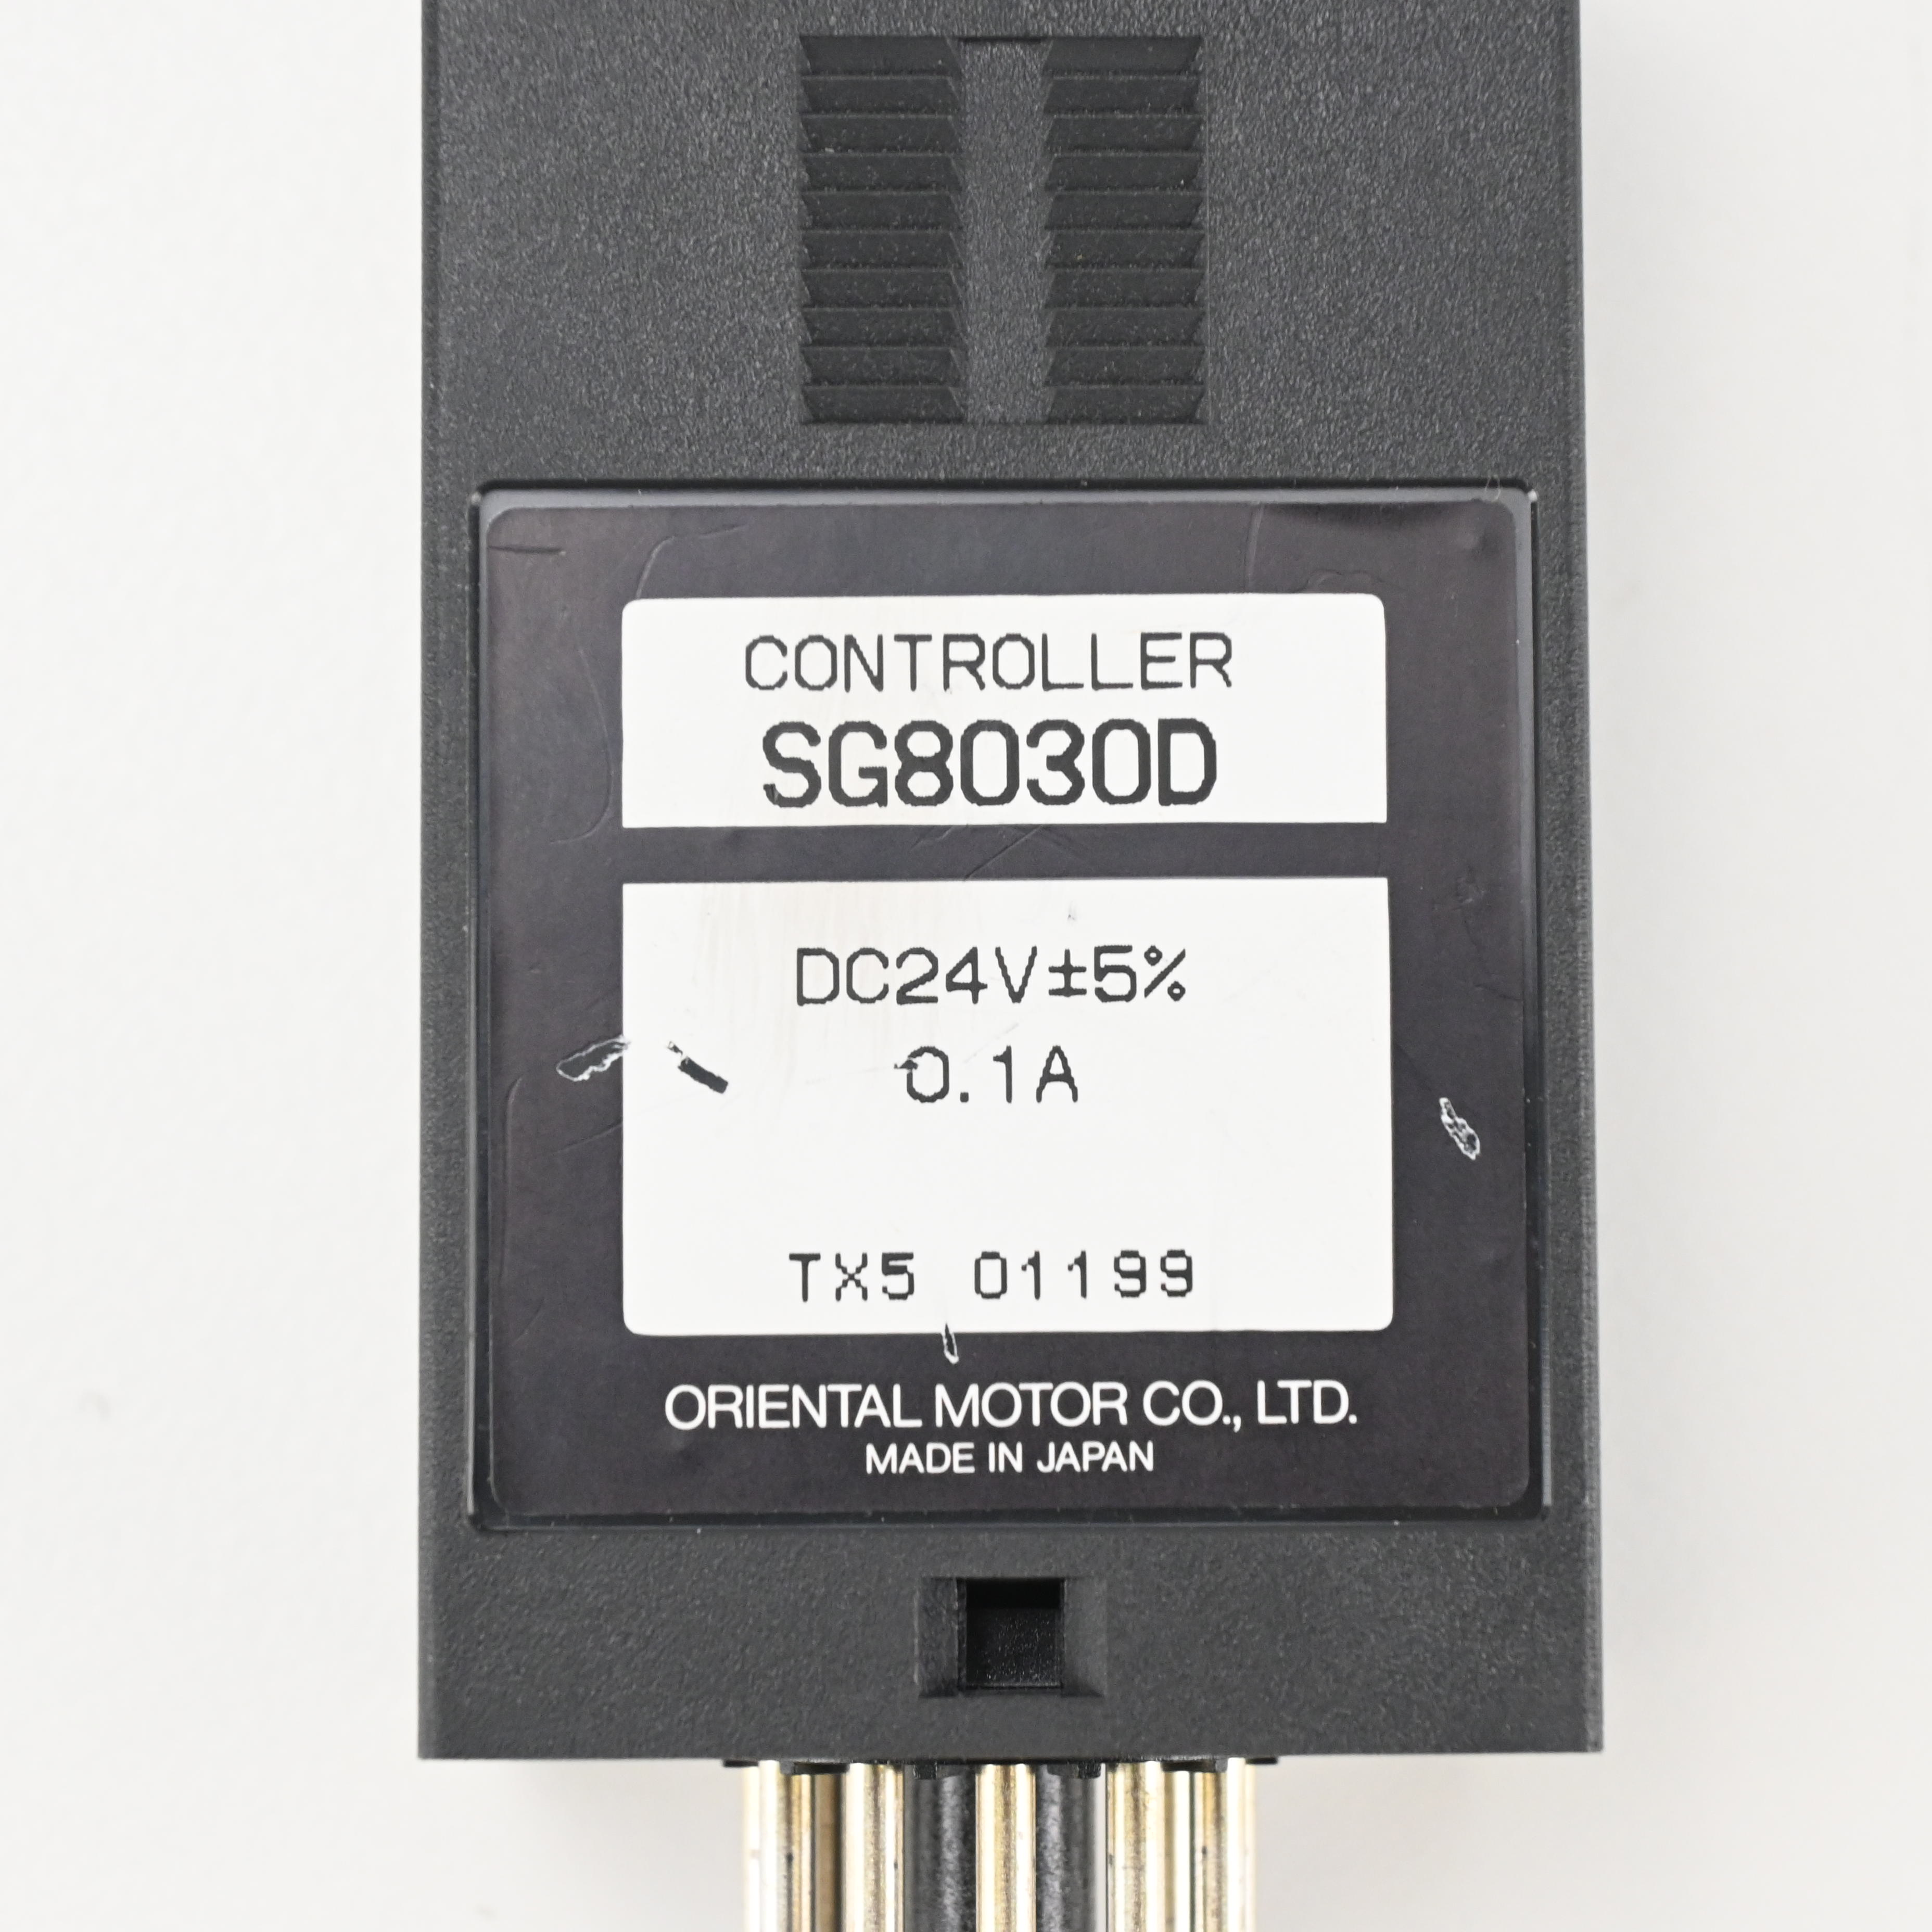 CONTROLLER
SG8030D
DC24V±5%
0.1A
TX5 01199
ORIENTAL MOTOR CO., LTD.
MADE IN JAPAN